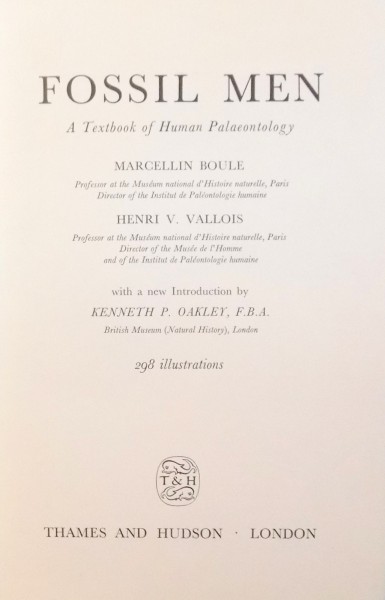 FOSSIL MEN
A Textbook of Human Palaeontology
MARCELLIN BOULE
Professor at the Muséum national d'Histoire naturelle, Paris
Director of the Institut de Paléontologie humaine
HENRI V. VALLOIS
Professor at the Muséum national d'Histoire naturelle, Paris
Director of the Musée de l'Homme
and of the Institut de Paléontologie humaine
with a new Introduction by
KENNETH P. OAKLEY, F.B.A.
British Museum (Natural History), London
298 illustrations
T & H
THAMES AND HUDSON · LONDON